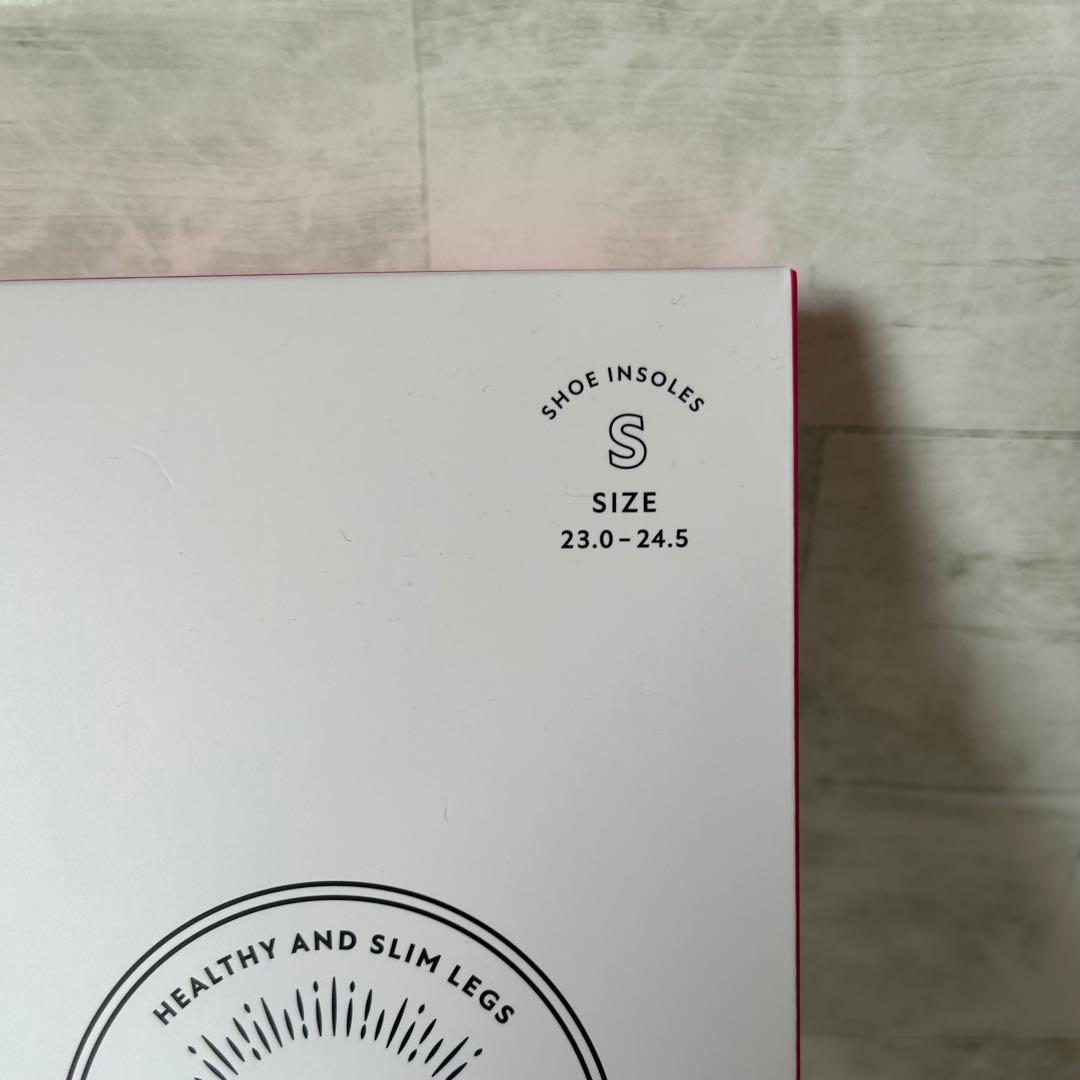 SHOE INSOLES
S
SIZE
23.0–24.5
HEALTHY AND SLIM LEGS